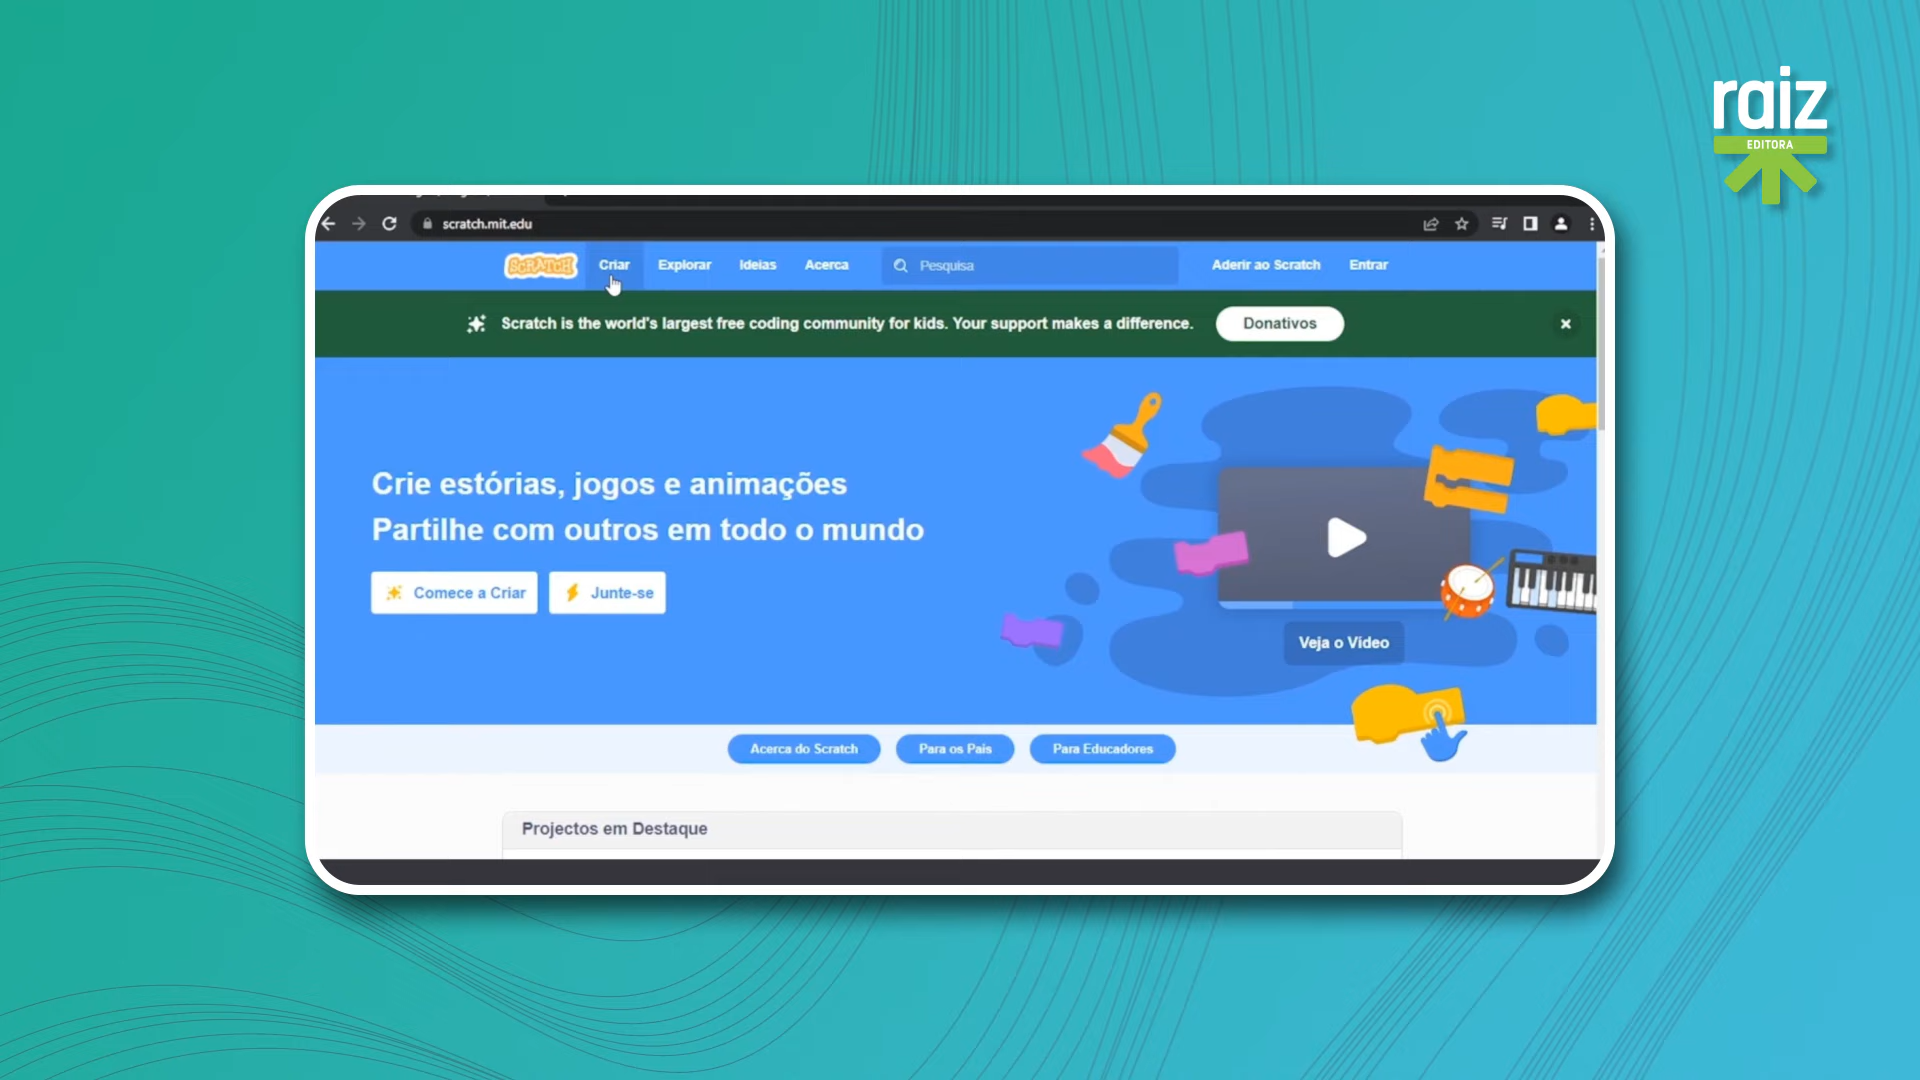 raiz
EDITORA
scratch.mit.edu
SCRATCH
Criar
Explorar
Ideias
Acerca
Pesquisa
Aderir ao Scratch
Entrar
Scratch is the world's largest free coding community for kids. Your support makes a difference.
Donativos
Crie estórias, jogos e animações
Partilhe com outros em todo o mundo
Comece a Criar
Junte-se
Veja o Vídeo
Acerca do Scratch
Para os Pais
Para Educadores
Projectos em Destaque